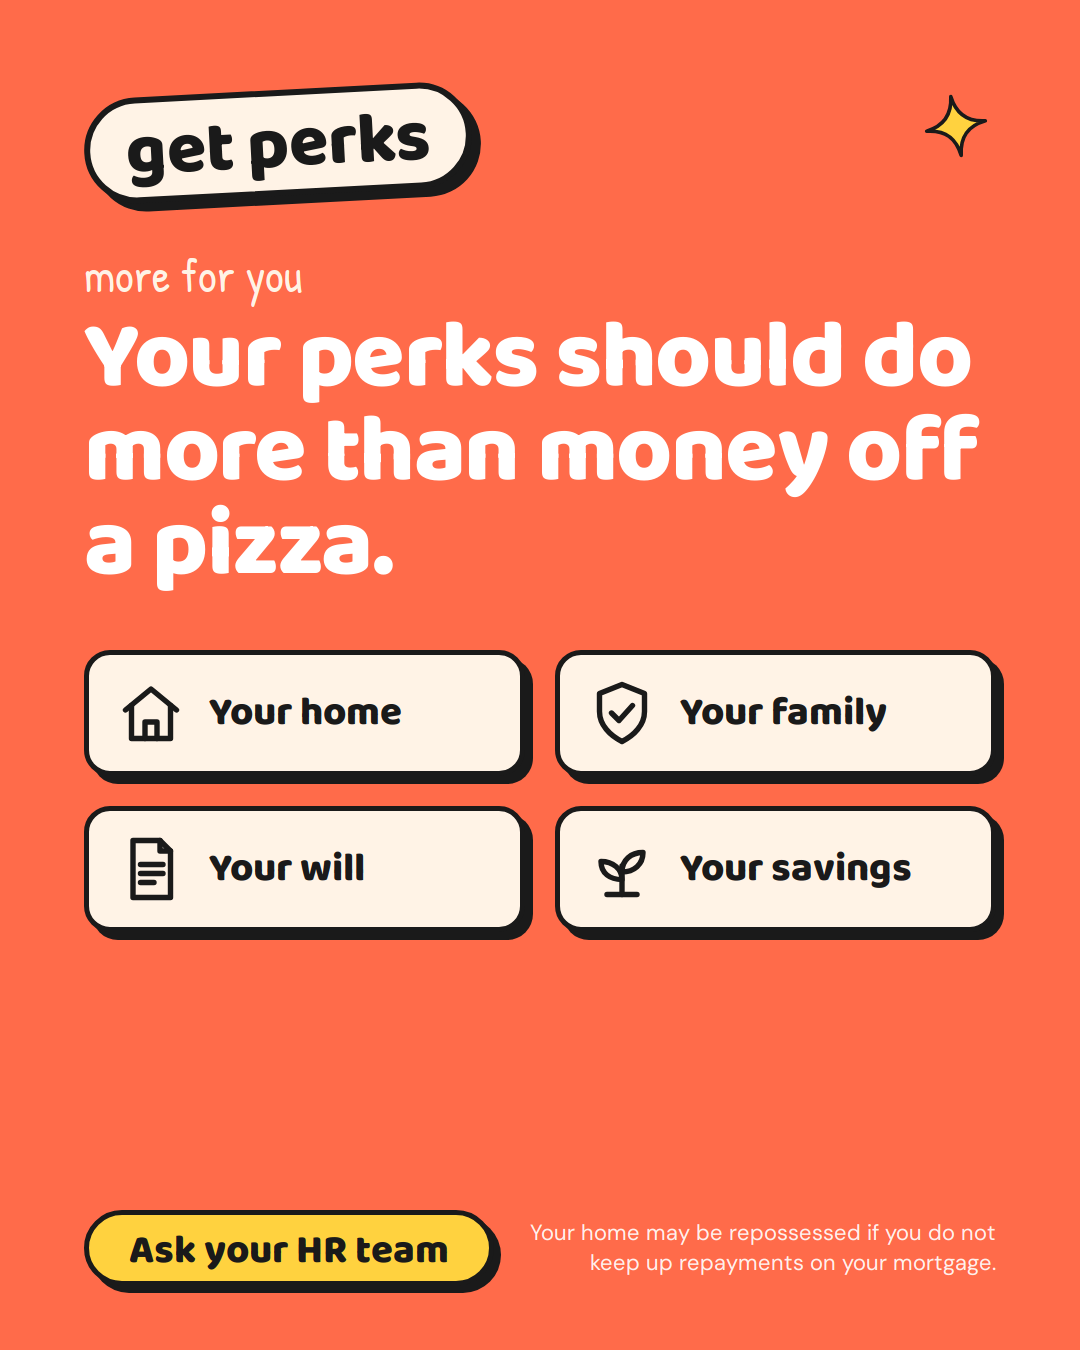 get perks
more for you
Your perks should do
more than money off
a pizza.
Your home
Your family
Your will
Your savings
Ask your HR team
Your home may be repossessed if you do not
keep up repayments on your mortgage.